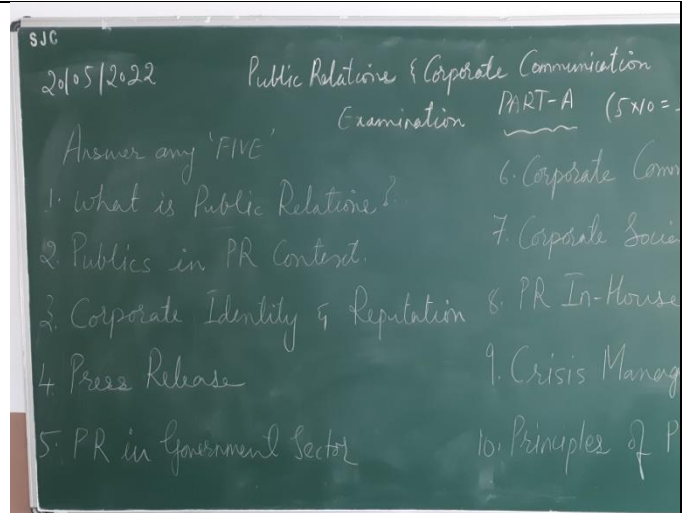 SJC
20/05/2022
Public Relations & Corporate Communication
Examination PART-A (5x10=
Answer any 'FIVE'
1. What is Public Relations?
2. Publics in PR Context.
3. Corporate Identity & Reputation
4. Press Release
5. PR in Government Sector
6. Corporate
7. Corporate
8. PR In-House
9. Crisis
10. Principles of